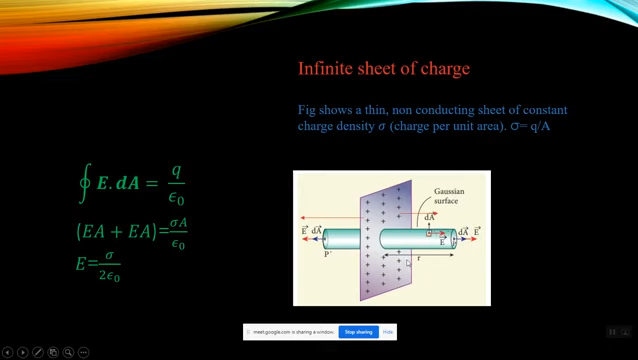 Infinite sheet of charge
Fig shows a thin, non conducting sheet of constant
charge density σ (charge per unit area). σ= q/A
∮ E.dA = q/ϵ₀
(EA + EA)=σA/ϵ₀
E=σ/2ϵ₀
Gaussian
surface
dA
E dA
dA E
E
P'
P
r
meet.google.com is sharing a window.
Stop sharing
Hide